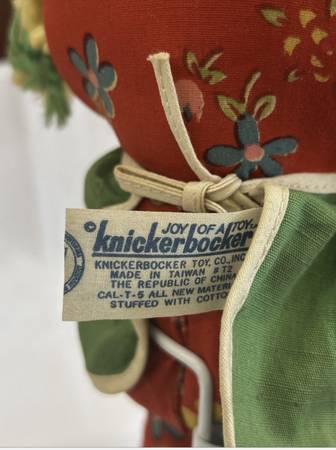 © JOY OF A TOY
knickerbocker
KNICKERBOCKER TOY, CO., INC.
MADE IN TAIWAN #T2
THE REPUBLIC OF CHINA
CAL-T-5 ALL NEW MATERI
STUFFED WITH COTTO